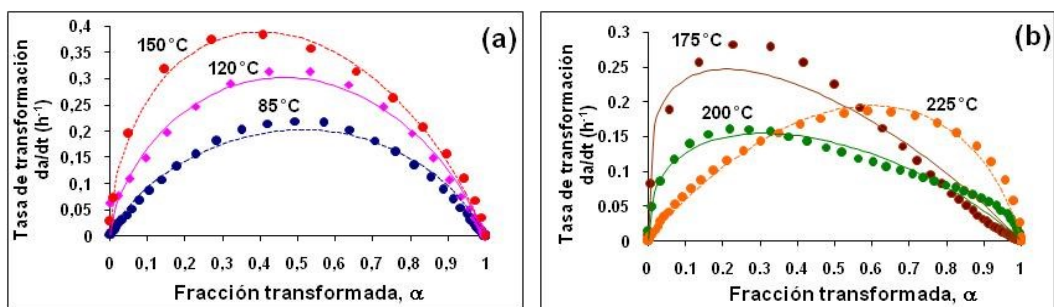 (a)
Tasa de transformación
da/dt (h⁻¹)
0,4
0,35
0,3
0,25
0,2
0,15
0,1
0,05
0
150°C
120°C
85°C
0 0,1 0,2 0,3 0,4 0,5 0,6 0,7 0,8 0,9 1
Fracción transformada, α
(b)
Tasa de transformación
da/dt (h⁻¹)
0.3
0.25
0.2
0.15
0.1
0.05
0
175°C
200°C
225°C
0 0.1 0.2 0.3 0.4 0.5 0.6 0.7 0.8 0.9 1
Fracción transformada, α